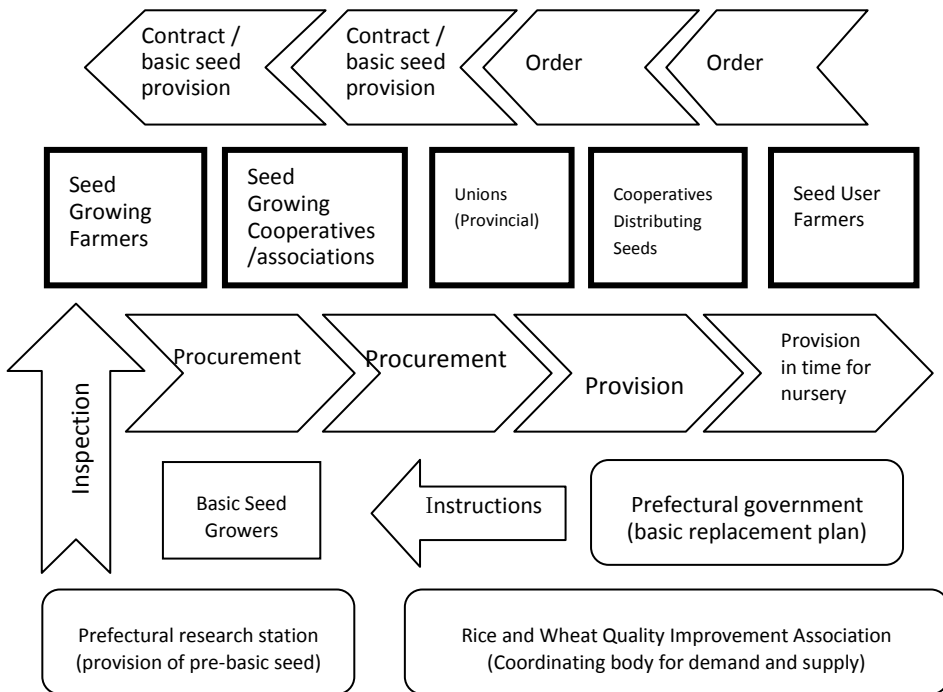 Contract /
basic seed
provision
Contract /
basic seed
provision
Order
Order
Seed
Growing
Farmers
Seed
Growing
Cooperatives
/associations
Unions
(Provincial)
Cooperatives
Distributing
Seeds
Seed User
Farmers
Inspection
Procurement
Procurement
Provision
Provision
in time for
nursery
Basic Seed
Growers
Instructions
Prefectural government
(basic replacement plan)
Prefectural research station
(provision of pre-basic seed)
Rice and Wheat Quality Improvement Association
(Coordinating body for demand and supply)